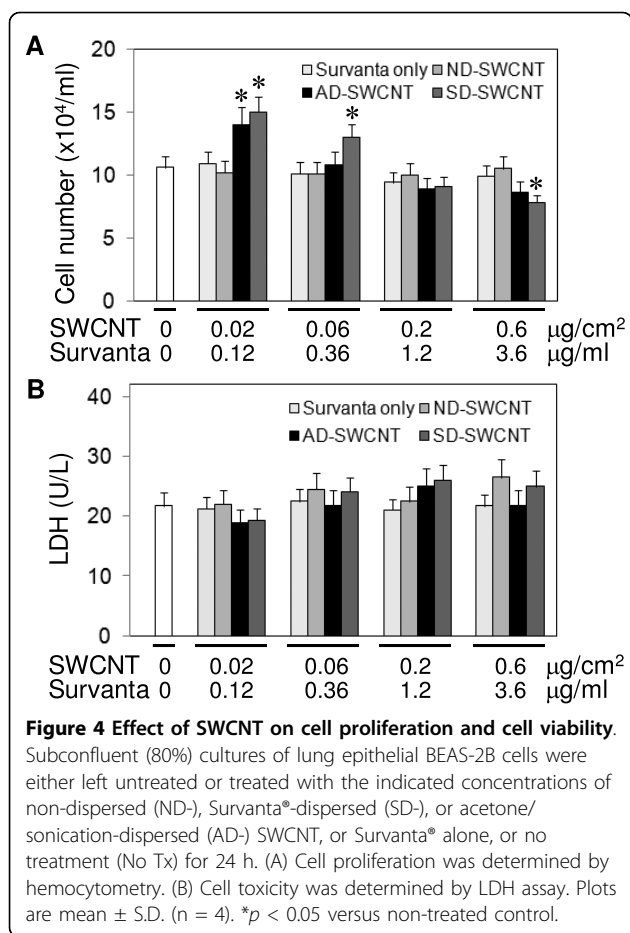 A
Cell number (x10⁴/ml)
20
15
10
5
0
Survanta only ND-SWCNT
AD-SWCNT SD-SWCNT
* *
*
*
SWCNT 0 0.02 0.06 0.2 0.6 μg/cm²
Survanta 0 0.12 0.36 1.2 3.6 μg/ml
B
LDH (U/L)
40
30
20
10
0
Survanta only ND-SWCNT
AD-SWCNT SD-SWCNT
SWCNT 0 0.02 0.06 0.2 0.6 μg/cm²
Survanta 0 0.12 0.36 1.2 3.6 μg/ml
Figure 4 Effect of SWCNT on cell proliferation and cell viability.
Subconfluent (80%) cultures of lung epithelial BEAS-2B cells were
either left untreated or treated with the indicated concentrations of
non-dispersed (ND-), Survanta®-dispersed (SD-), or acetone/
sonication-dispersed (AD-) SWCNT, or Survanta® alone, or no
treatment (No Tx) for 24 h. (A) Cell proliferation was determined by
hemocytometry. (B) Cell toxicity was determined by LDH assay. Plots
are mean ± S.D. (n = 4). *p < 0.05 versus non-treated control.